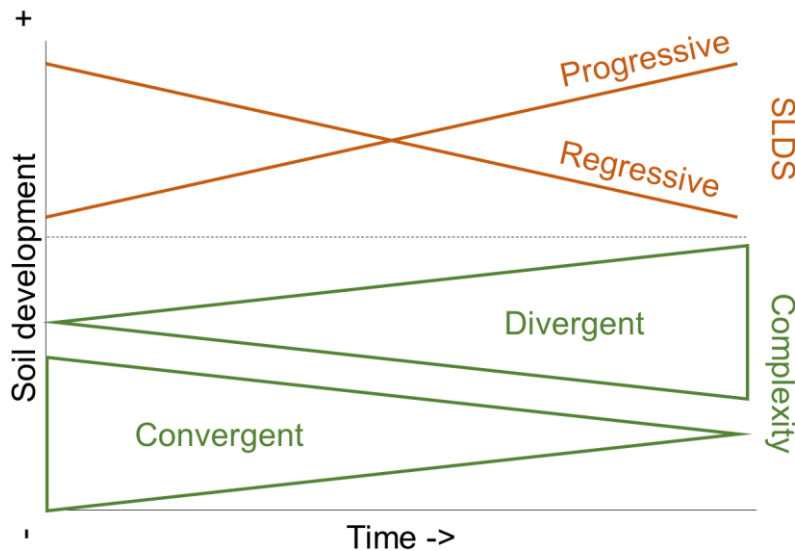 +
Progressive
Regressive
SLDS
Soil development
Divergent
Convergent
Complexity
-
Time ->